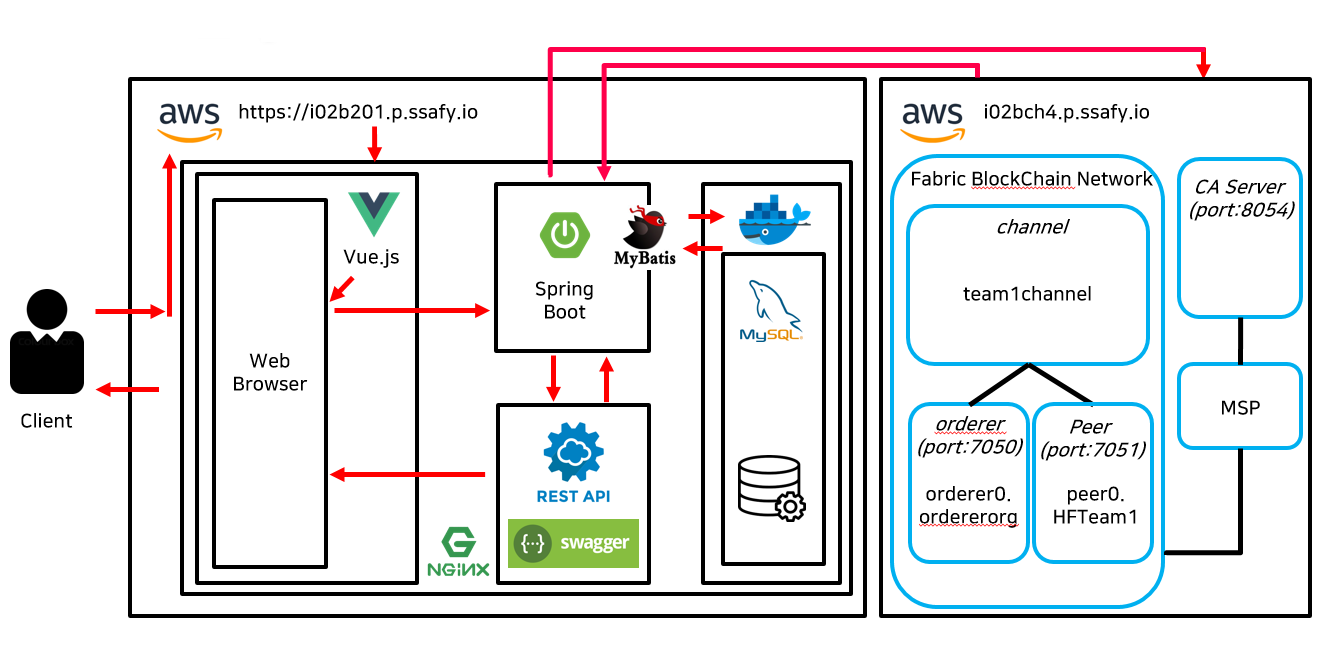 aws
https://i02b201.p.ssafy.io
Vue.js
Web
Browser
Spring
Boot
MyBatis
MySQL
REST API
{···} swagger
NGINX
Client
aws
i02bch4.p.ssafy.io
Fabric BlockChain Network
channel
team1channel
orderer
(port:7050)
orderer0.
ordererorg
Peer
(port:7051)
peer0.
HFTeam1
CA Server
(port:8054)
MSP